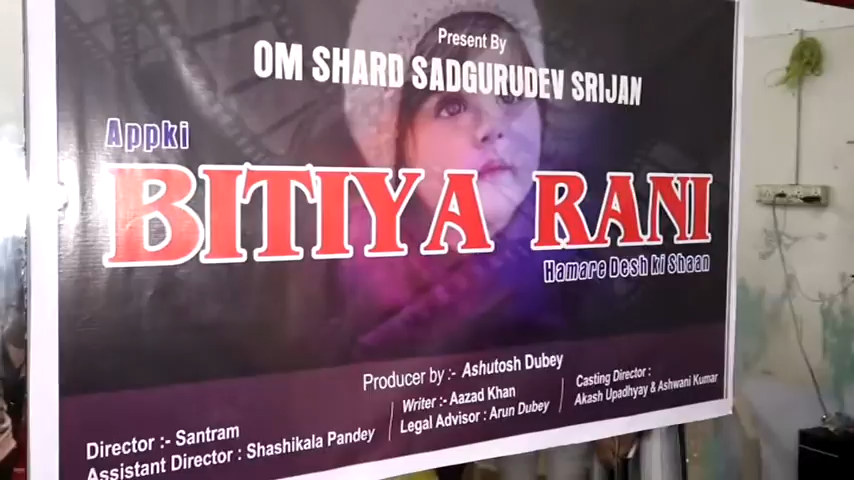 Present By
OM SHARD SADGURUDEV SRIJAN
Appki
BITIYA RANI
Hamare Desh ki Shaan
Producer by :- Ashutosh Dubey
Director :- Santram
Assistant Director : Shashikala Pandey
Writer :- Aazad Khan
Legal Advisor : Arun Dubey
Casting Director :
Akash Upadhyay & Ashwani Kumar